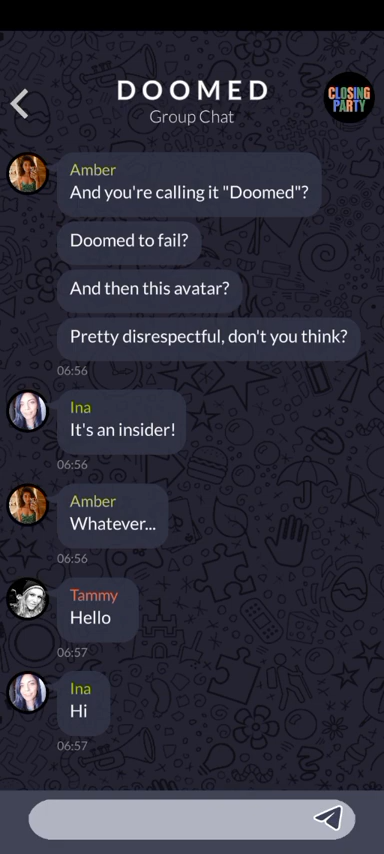 DOOMED
Group Chat
CLOSING
PARTY
Amber
And you're calling it "Doomed"?
Doomed to fail?
And then this avatar?
Pretty disrespectful, don't you think?
06:56
Ina
It's an insider!
06:56
Amber
Whatever...
06:56
Tammy
Hello
06:57
Ina
Hi
06:57